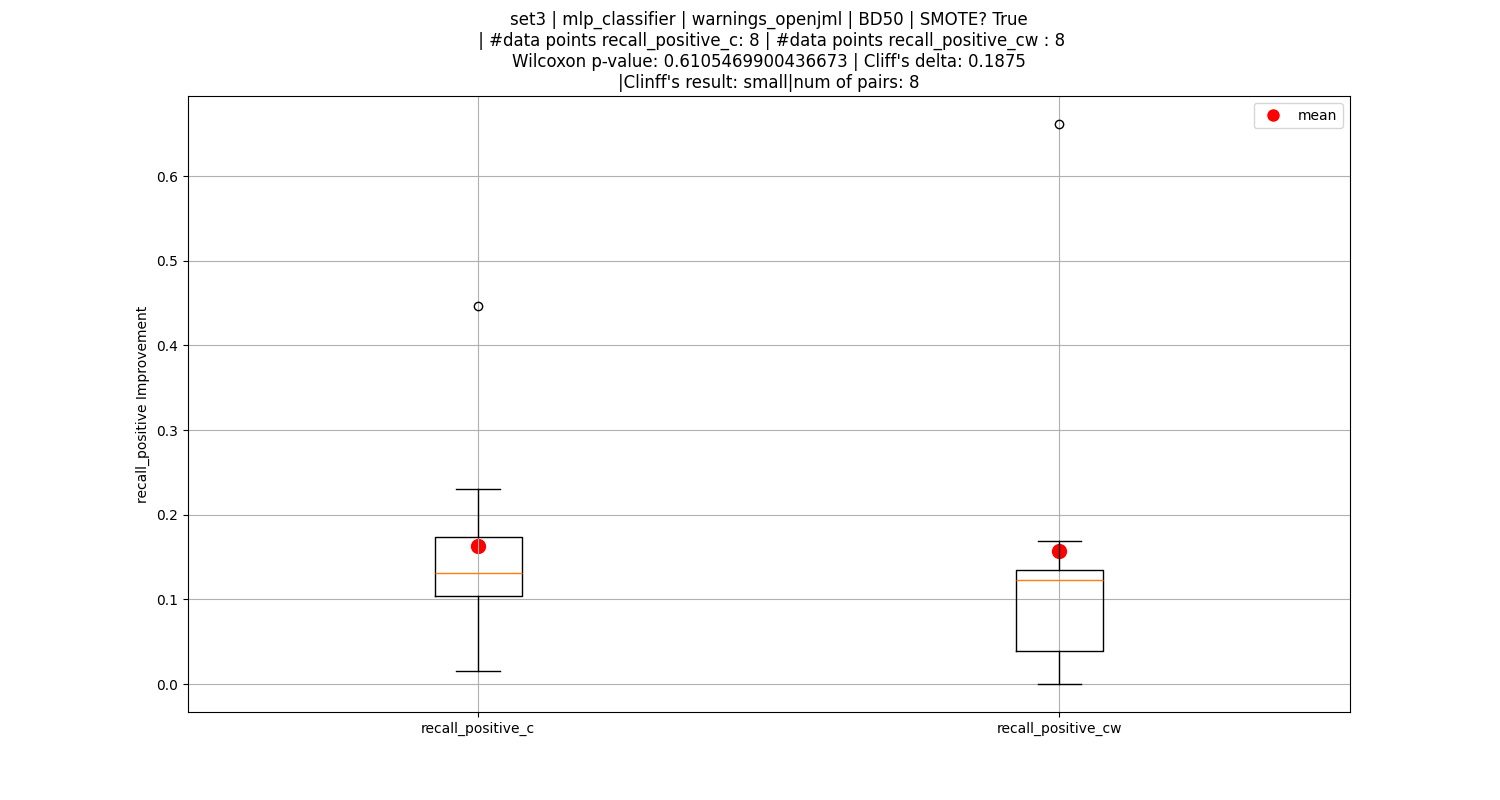 set3 | mlp_classifier | warnings_openjml | BD50 | SMOTE? True
| #data points recall_positive_c: 8 | #data points recall_positive_cw : 8
Wilcoxon p-value: 0.6105469900436673 | Cliff's delta: 0.1875
|Clinff's result: small|num of pairs: 8
mean
0.6
0.5
0.4
0.3
0.2
0.1
0.0
recall_positive Improvement
recall_positive_c
recall_positive_cw